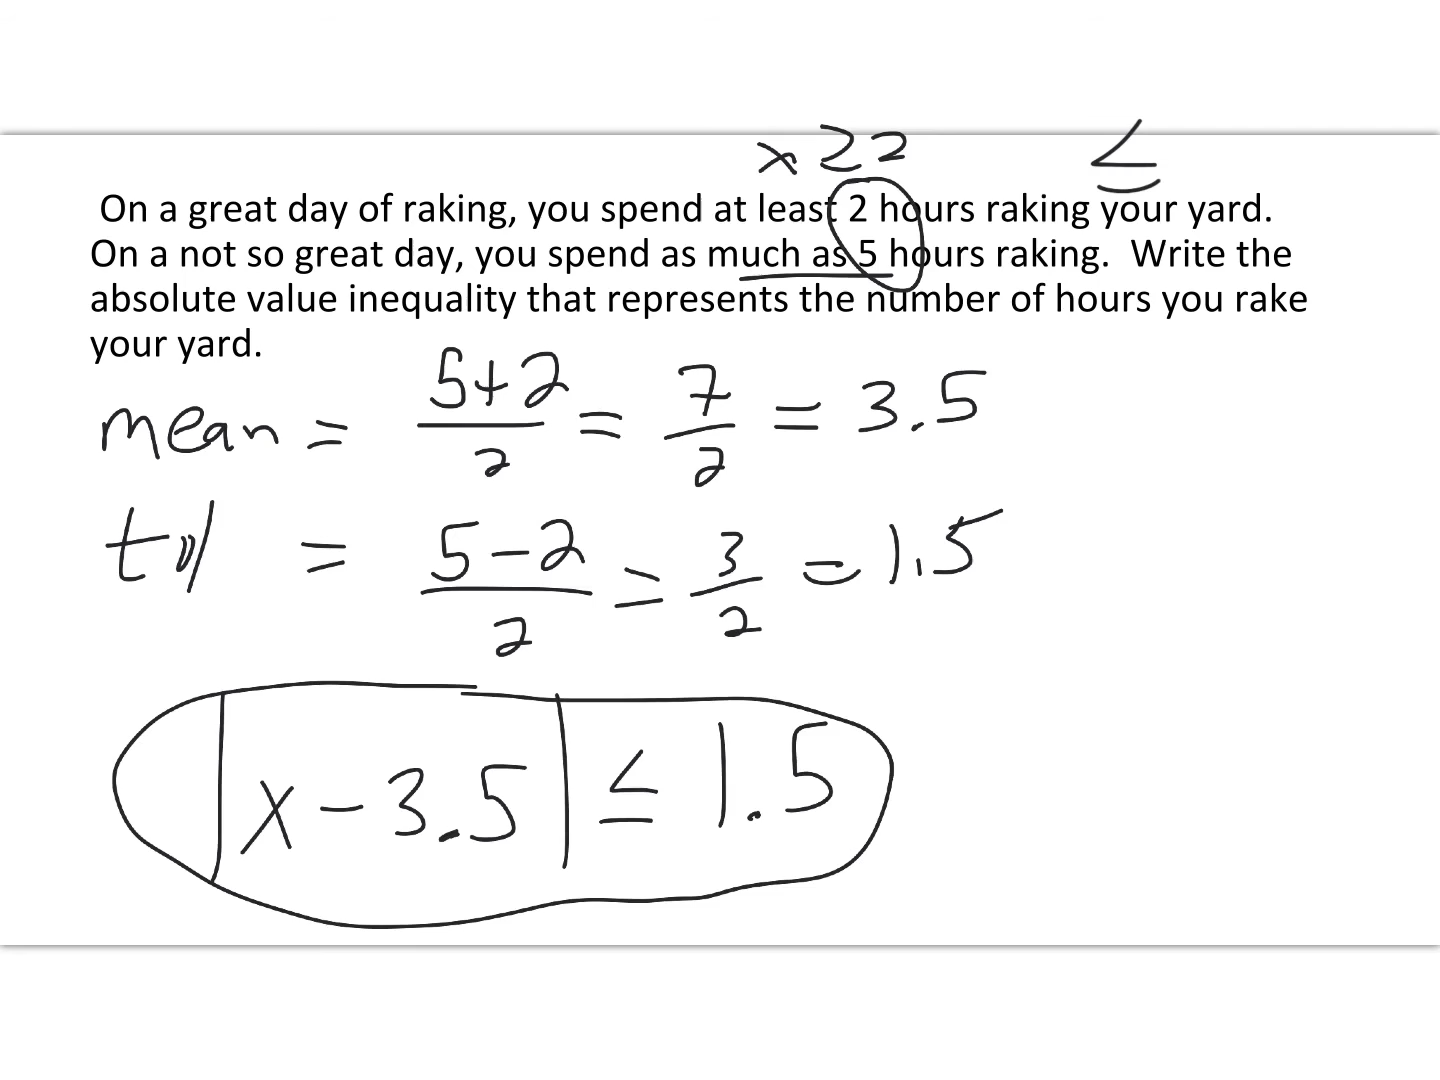 x ≥ 2 ≤
On a great day of raking, you spend at least 2 hours raking your yard.
On a not so great day, you spend as much as 5 hours raking. Write the
absolute value inequality that represents the number of hours you rake
your yard.
mean = 5+2/2 = 7/2 = 3.5
tol = 5-2/2 = 3/2 = 1.5
|x - 3.5| ≤ 1.5